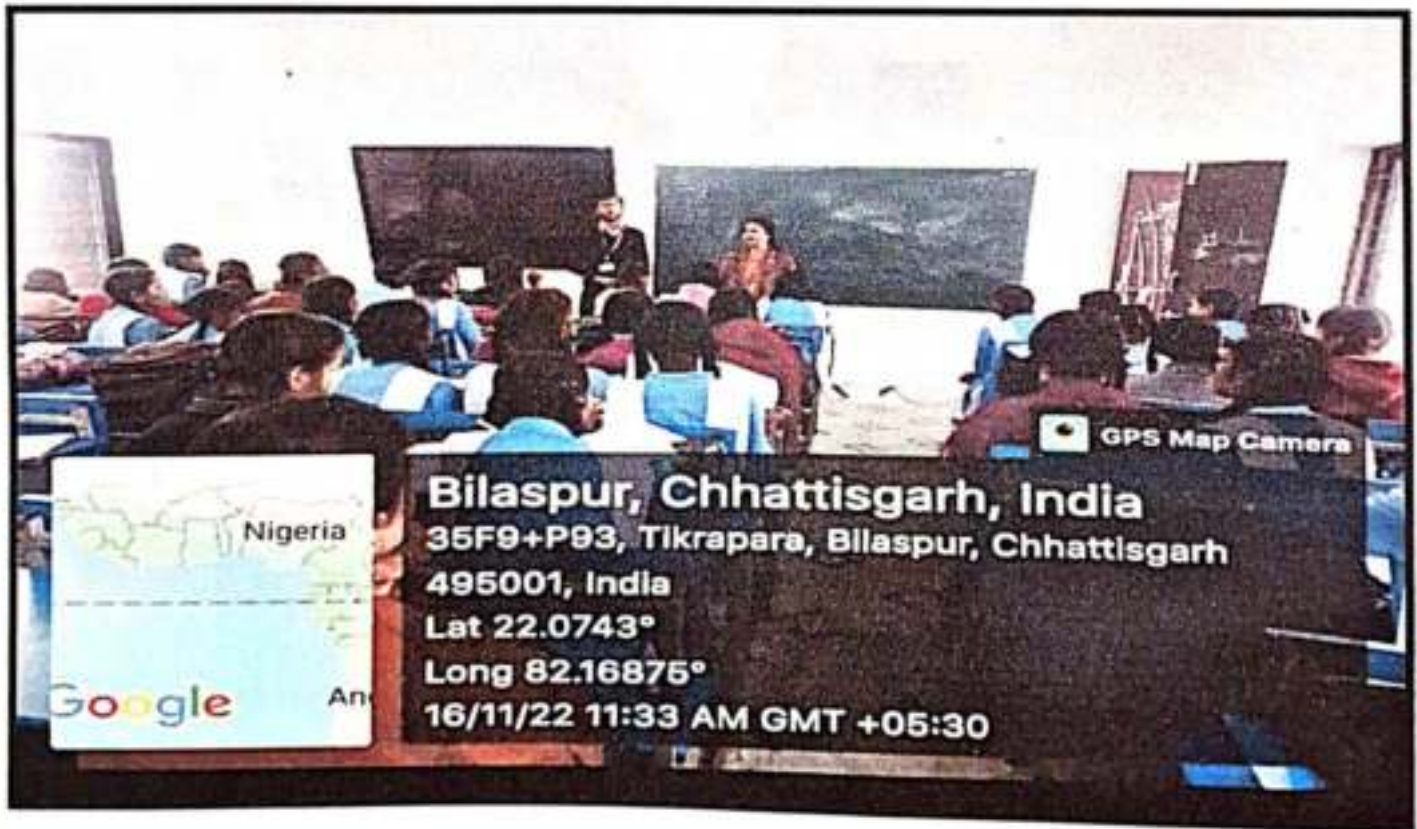 GPS Map Camera
Nigeria
Google
Bilaspur, Chhattisgarh, India
35F9+P93, Tikrapara, Bilaspur, Chhattisgarh
495001, India
Lat 22.0743°
Long 82.16875°
16/11/22 11:33 AM GMT +05:30